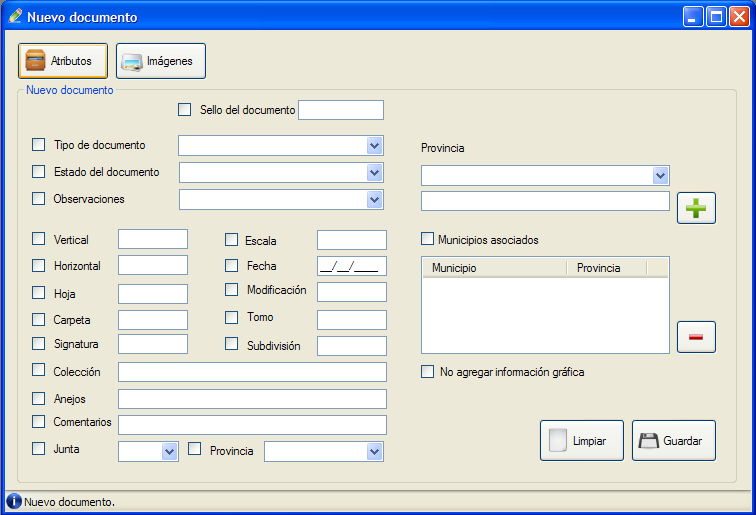 Nuevo documento
Atributos
Imágenes
Nuevo documento
Sello del documento
Tipo de documento
Estado del documento
Observaciones
Provincia
Vertical
Horizontal
Hoja
Carpeta
Signatura
Escala
Fecha
__/__/____
Modificación
Tomo
Subdivisión
Colección
Anejos
Comentarios
Junta
Provincia
Municipios asociados
Municipio Provincia
No agregar información gráfica
Limpiar
Guardar
Nuevo documento.